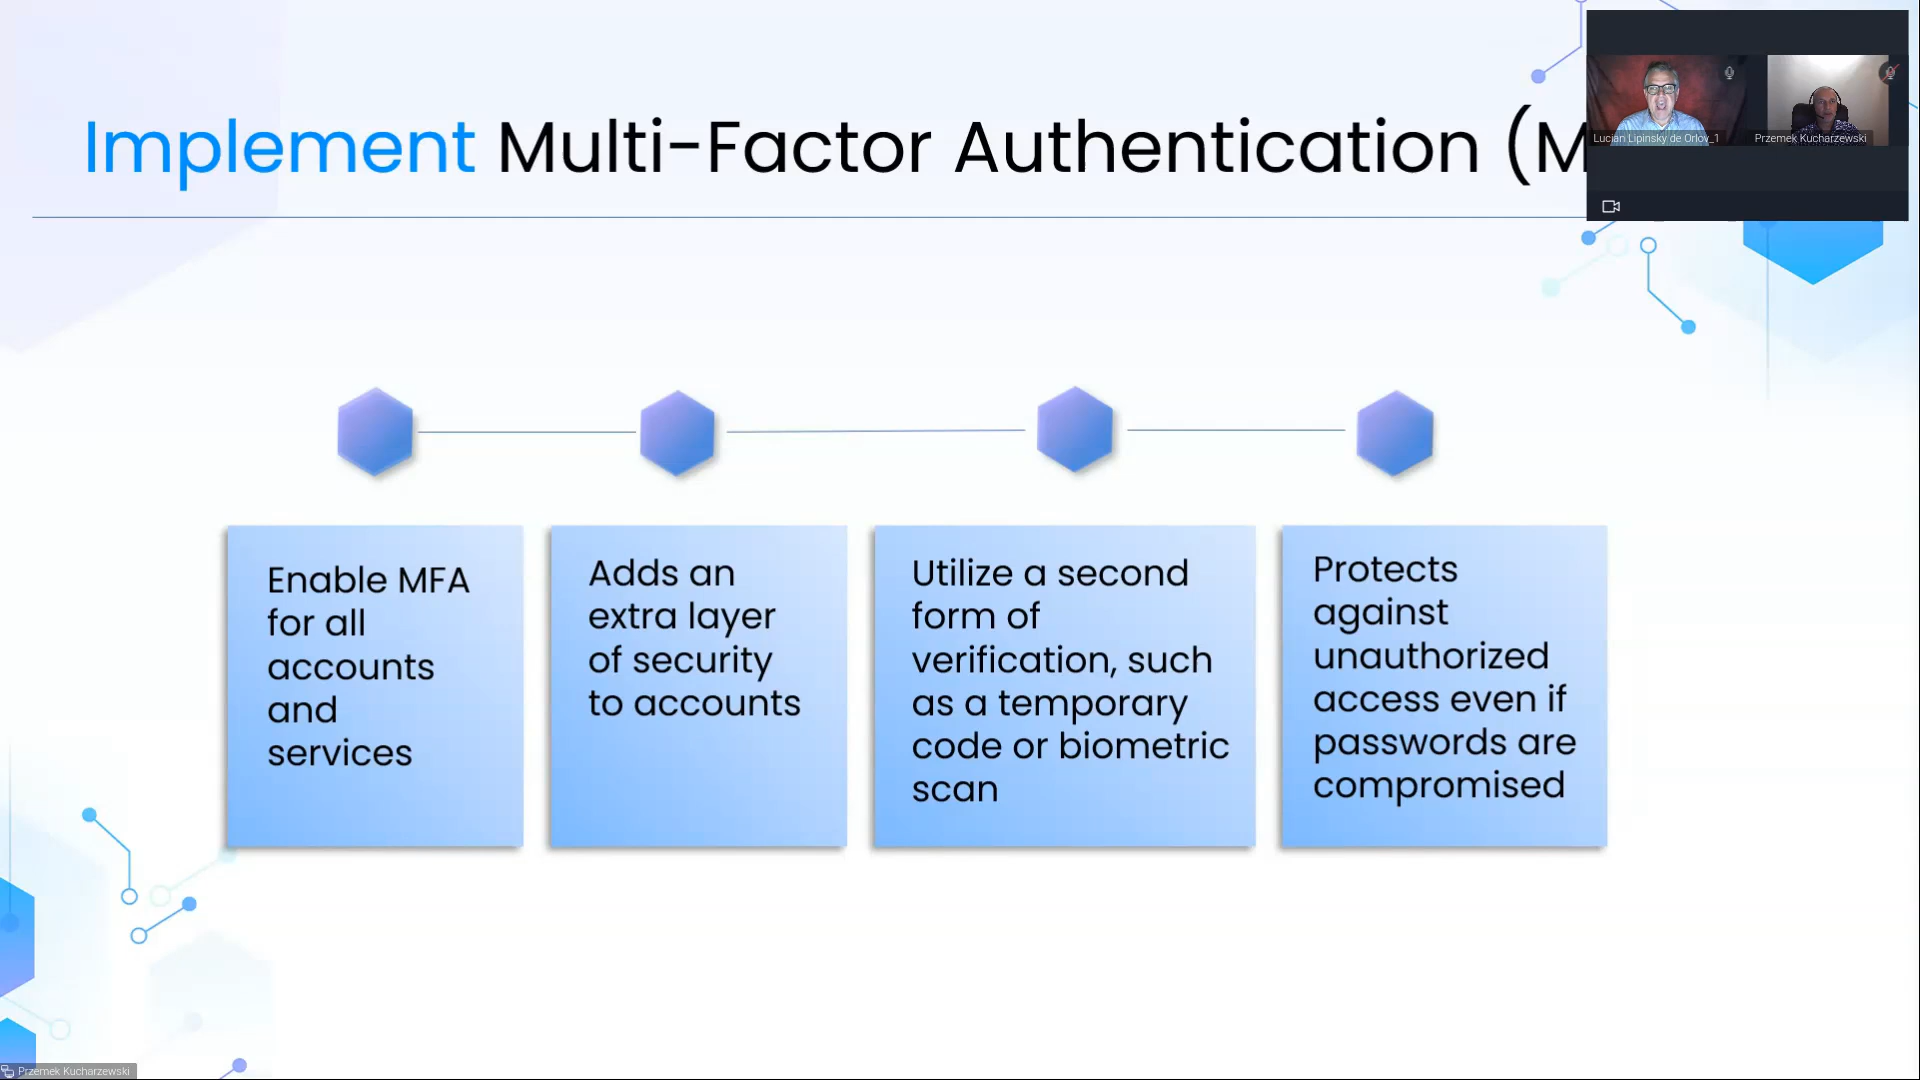 Implement Multi-Factor Authentication (M
Lucian Lipinsky de Orlov_1
Przemek Kucharzewski
Enable MFA
for all
accounts
and
services
Adds an
extra layer
of security
to accounts
Utilize a second
form of
verification, such
as a temporary
code or biometric
scan
Protects
against
unauthorized
access even if
passwords are
compromised
Przemek Kucharzewski